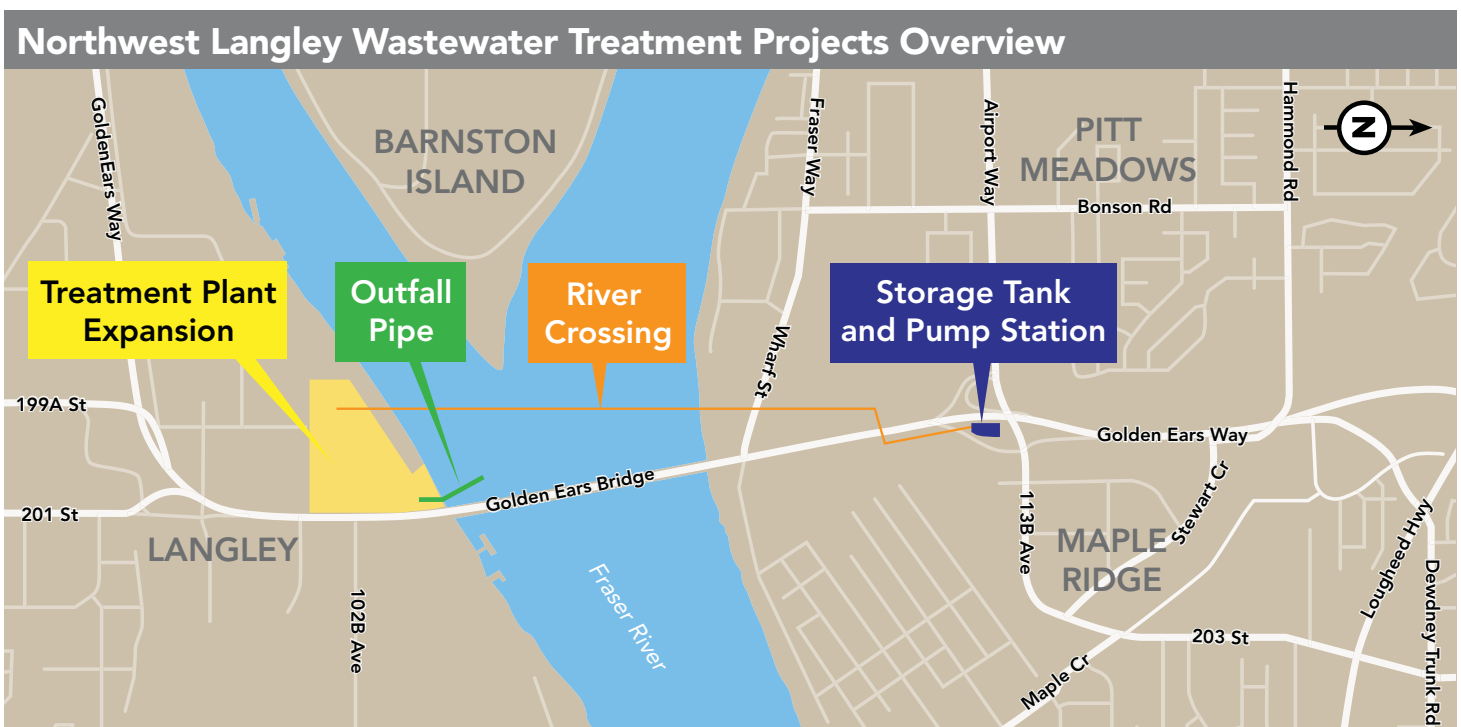 Northwest Langley Wastewater Treatment Projects Overview
GoldenEars Way
BARNSTON
ISLAND
Fraser Way
Airport Way
PITT
MEADOWS
Hammond Rd
N
Bonson Rd
Treatment Plant
Expansion
Outfall
Pipe
River
Crossing
Storage Tank
and Pump Station
Wharf St
199A St
Golden Ears Way
Golden Ears Bridge
201 St
LANGLEY
102B Ave
Fraser River
113B Ave
MAPLE
RIDGE
Stewart Cr
Lougheed Hwy
Dewdney Trunk Rd
203 St
Maple Cr